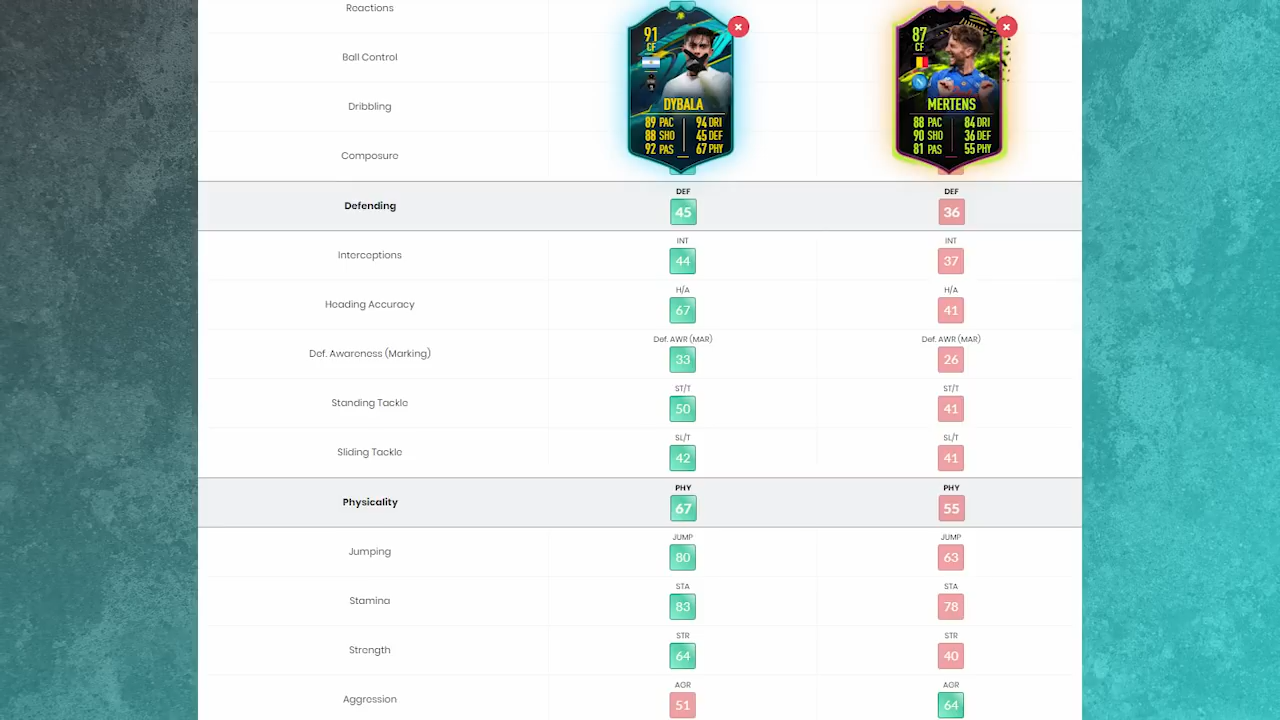 Reactions
Ball Control
Dribbling
Composure
91
CF
DYBALA
89 PAC 94 DRI
88 SHO 45 DEF
92 PAS 67 PHY
87
CF
MERTENS
88 PAC 84 DRI
90 SHO 36 DEF
81 PAS 55 PHY
DEF DEF
Defending 45 36
INT INT
Interceptions 44 37
H/A H/A
Heading Accuracy 67 41
Def. AWR (MAR) Def. AWR (MAR)
Def. Awareness (Marking) 33 26
ST/T ST/T
Standing Tackle 50 41
SL/T SL/T
Sliding Tackle 42 41
PHY PHY
Physicality 67 55
JUMP JUMP
Jumping 80 63
STA STA
Stamina 83 78
STR STR
Strength 64 40
AGR AGR
Aggression 51 64